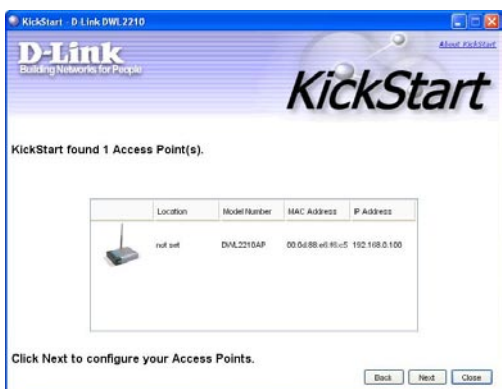 KickStart - D-Link DWL2210
D-Link
Building Networks for People
About KickStart
KickStart
KickStart found 1 Access Point(s).
Location Model Number MAC Address IP Address
not set DWL2210AP 192.168.0.100
Click Next to configure your Access Points.
Back Next Close